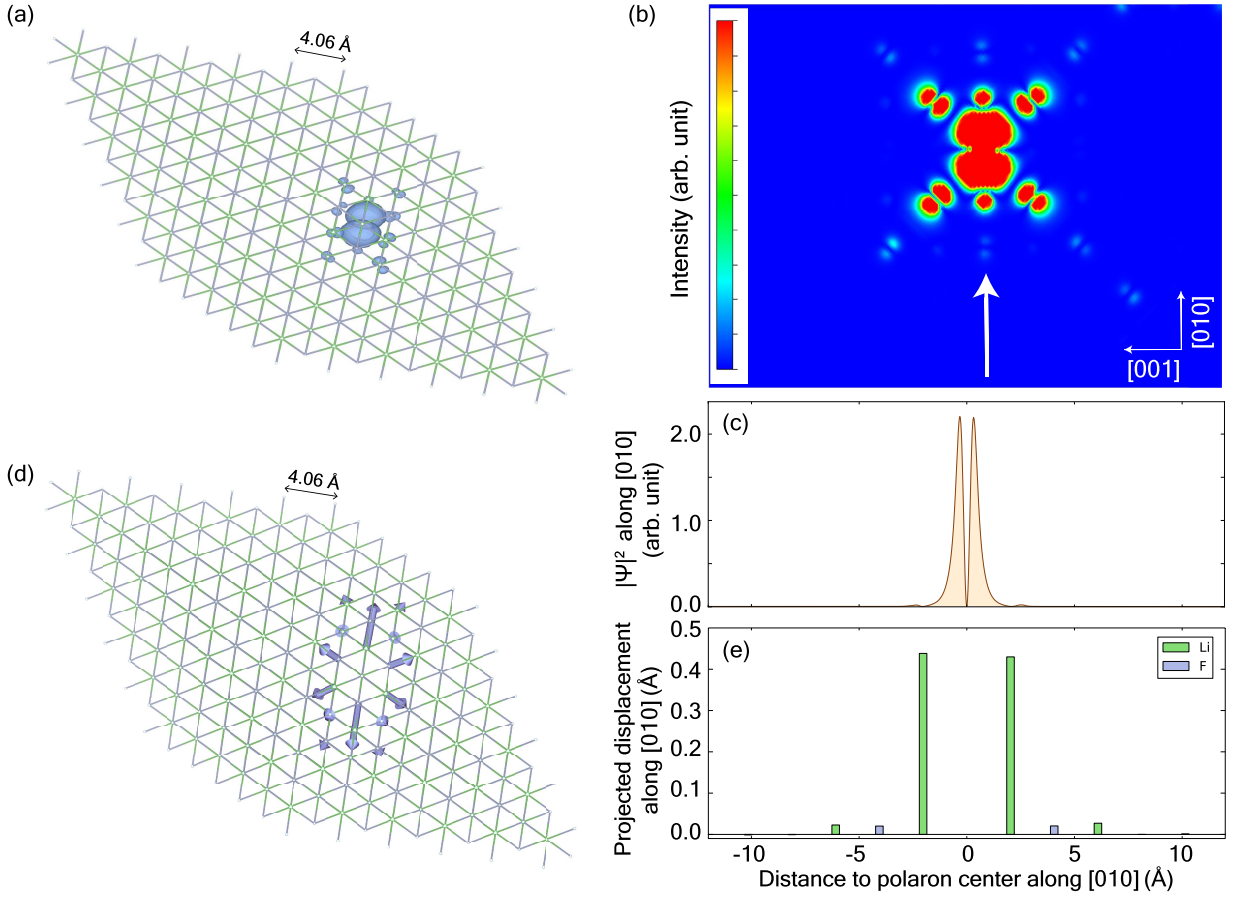 (a)
4.06 Å
(b)
Intensity (arb. unit)
[010]
[001]
(c)
|Ψ|² along [010]
(arb. unit)
2.0
1.0
0.0
(d)
4.06 Å
(e)
Li
F
Projected displacement
along [010] (Å)
0.5
0.4
0.3
0.2
0.1
0.0
-10 -5 0 5 10
Distance to polaron center along [010] (Å)